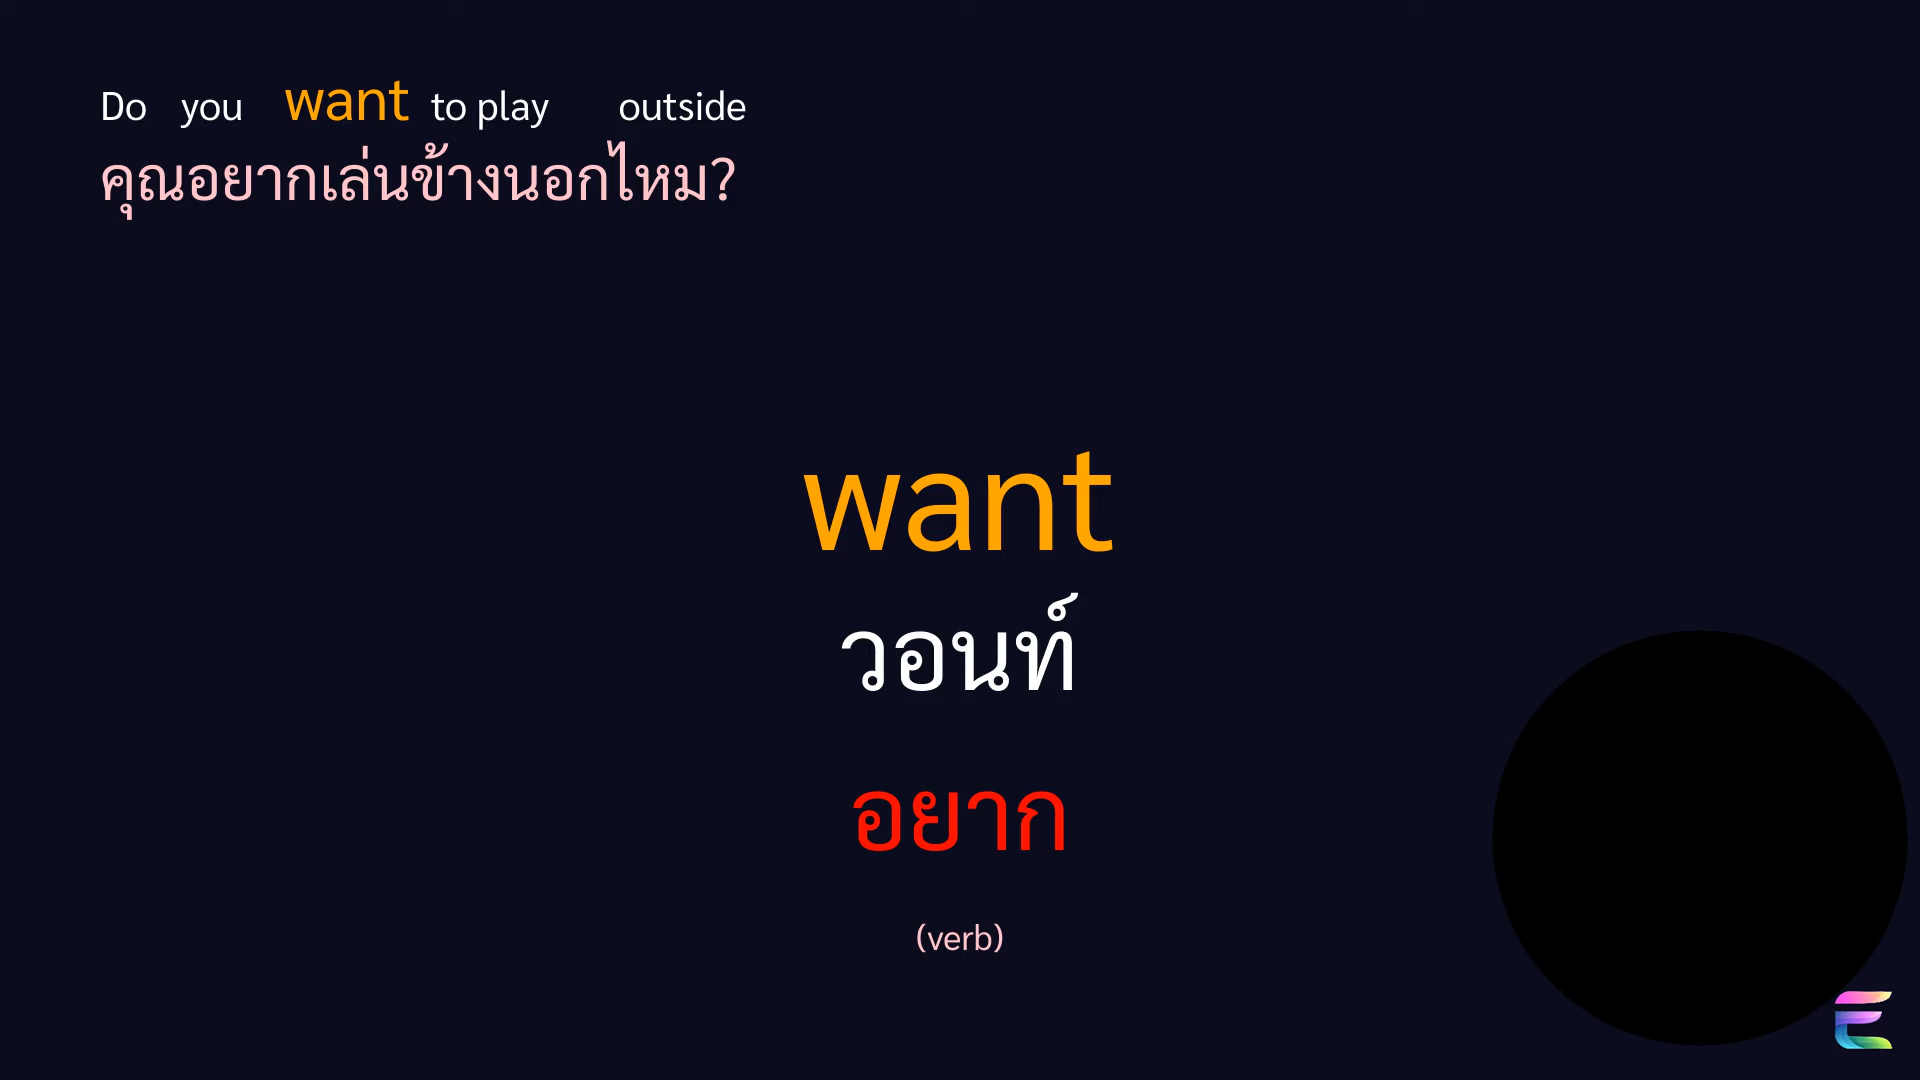 Do you want to play outside
คุณอยากเล่นข้างนอกไหม?
want
วอนท์
อยาก
(verb)